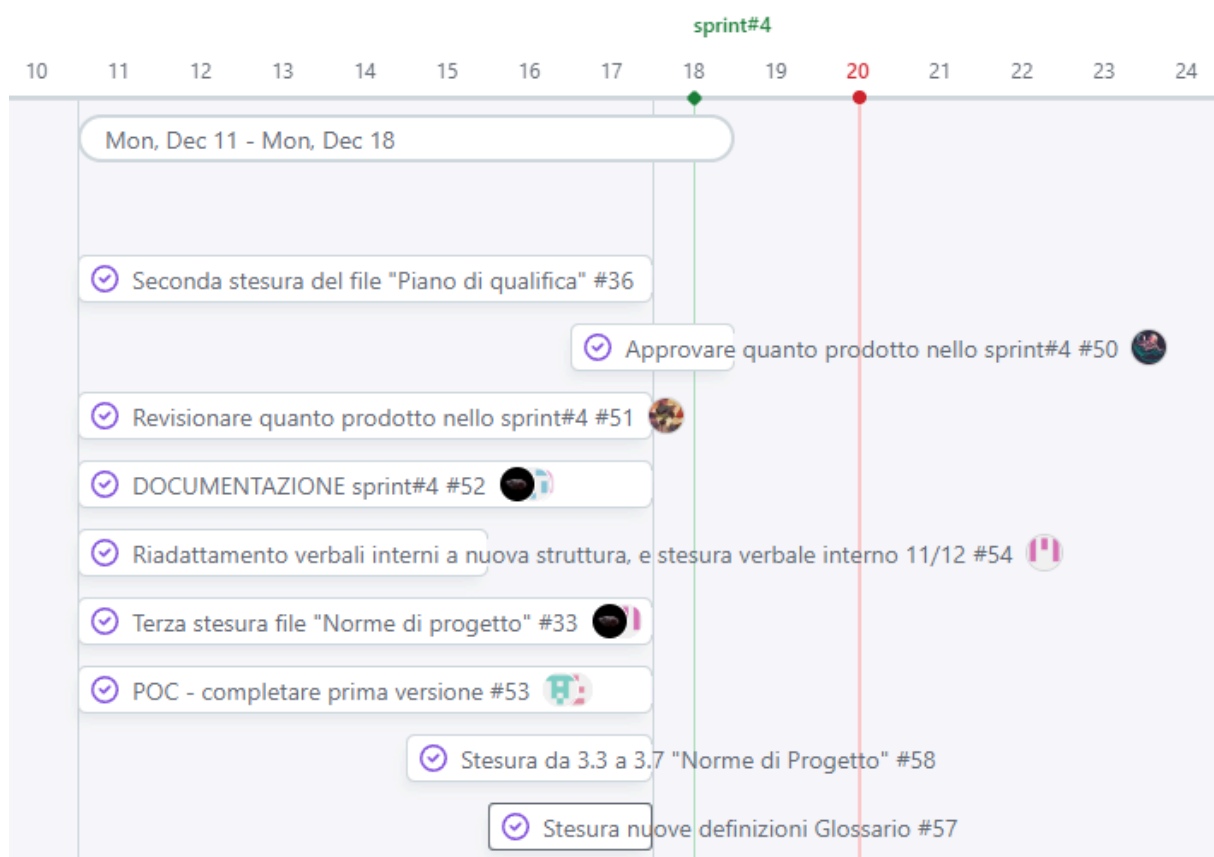 sprint#4
10 11 12 13 14 15 16 17 18 19 20 21 22 23 24
Mon, Dec 11 - Mon, Dec 18
Seconda stesura del file "Piano di qualifica" #36
Approvare quanto prodotto nello sprint#4 #50
Revisionare quanto prodotto nello sprint#4 #51
DOCUMENTAZIONE sprint#4 #52
Riadattamento verbali interni a nuova struttura, e stesura verbale interno 11/12 #54
Terza stesura file "Norme di progetto" #33
POC - completare prima versione #53
Stesura da 3.3 a 3.7 "Norme di Progetto" #58
Stesura nuove definizioni Glossario #57